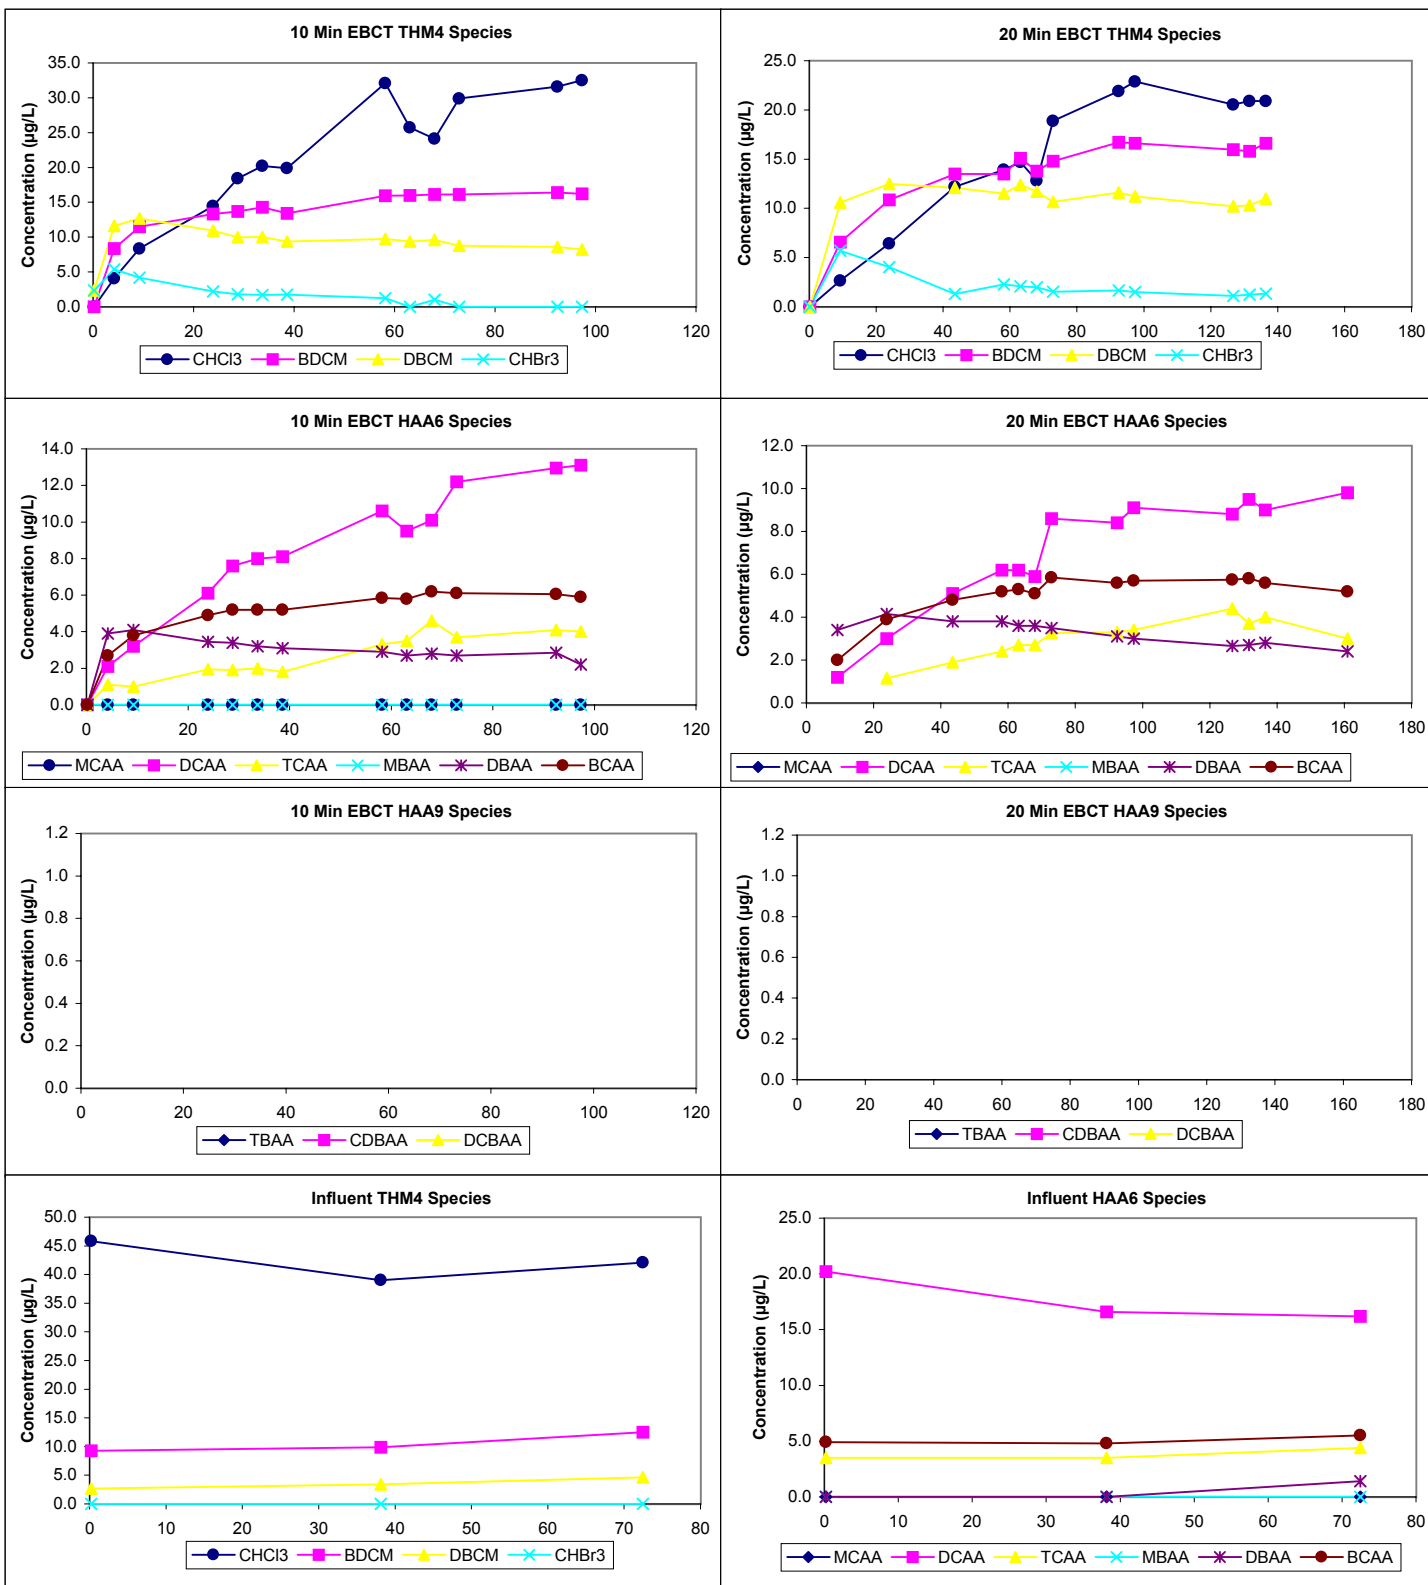 10 Min EBCT THM4 Species
Concentration (µg/L)
35.0
30.0
25.0
20.0
15.0
10.0
5.0
0.0
0 20 40 60 80 100 120
CHCl3 BDCM DBCM CHBr3
20 Min EBCT THM4 Species
Concentration (µg/L)
25.0
20.0
15.0
10.0
5.0
0.0
0 20 40 60 80 100 120 140 160 180
CHCl3 BDCM DBCM CHBr3
10 Min EBCT HAA6 Species
Concentration (µg/L)
14.0
12.0
10.0
8.0
6.0
4.0
2.0
0.0
0 20 40 60 80 100 120
MCAA DCAA TCAA MBAA DBAA BCAA
20 Min EBCT HAA6 Species
Concentration (µg/L)
12.0
10.0
8.0
6.0
4.0
2.0
0.0
0 20 40 60 80 100 120 140 160 180
MCAA DCAA TCAA MBAA DBAA BCAA
10 Min EBCT HAA9 Species
Concentration (µg/L)
1.2
1.0
0.8
0.6
0.4
0.2
0.0
0 20 40 60 80 100 120
TBAA CDBAA DCBAA
20 Min EBCT HAA9 Species
Concentration (µg/L)
1.2
1.0
0.8
0.6
0.4
0.2
0.0
0 20 40 60 80 100 120 140 160 180
TBAA CDBAA DCBAA
Influent THM4 Species
Concentration (µg/L)
50.0
45.0
40.0
35.0
30.0
25.0
20.0
15.0
10.0
5.0
0.0
0 10 20 30 40 50 60 70 80
CHCl3 BDCM DBCM CHBr3
Influent HAA6 Species
Concentration (µg/L)
25.0
20.0
15.0
10.0
5.0
0.0
0 10 20 30 40 50 60 70 80
MCAA DCAA TCAA MBAA DBAA BCAA